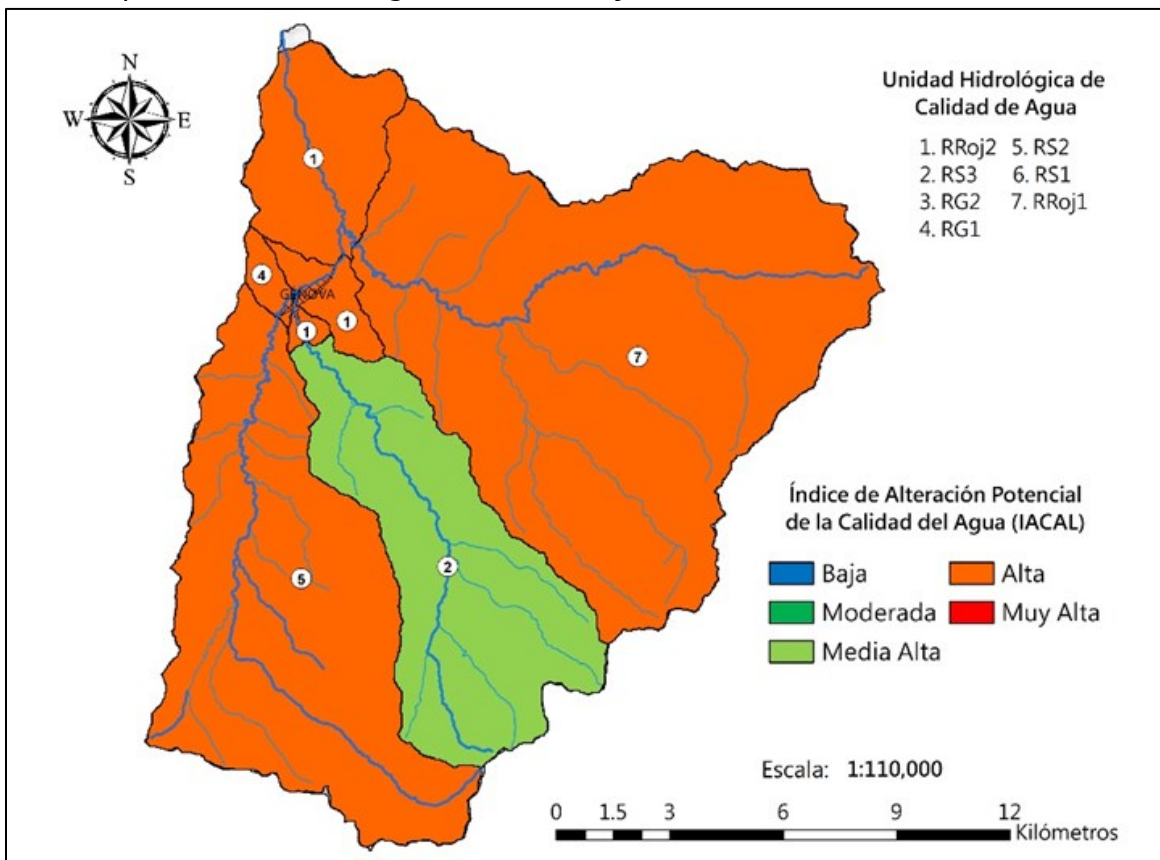 N
W E
S
Unidad Hidrológica de
Calidad de Agua
1. RRoj2 5. RS2
2. RS3 6. RS1
3. RG2 7. RRoj1
4. RG1
1
4
GENOVA
1
1
7
2
5
Índice de Alteración Potencial
de la Calidad del Agua (IACAL)
Baja Alta
Moderada Muy Alta
Media Alta
Escala: 1:110,000
0 1.5 3 6 9 12
Kilómetros